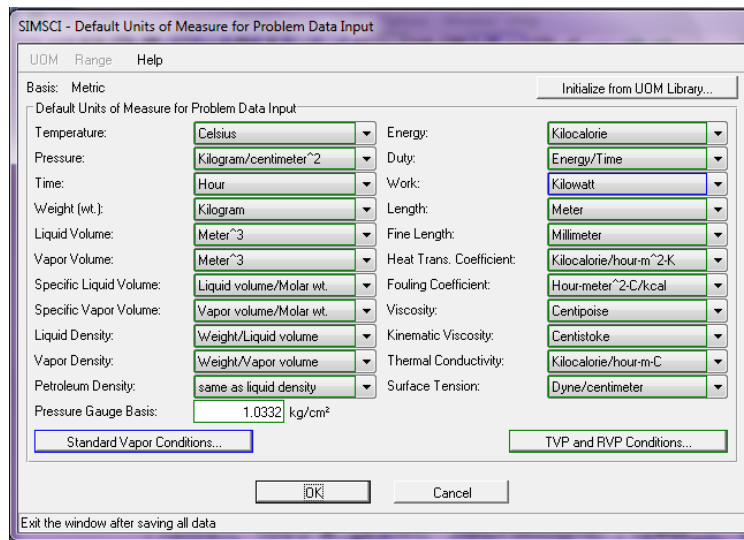 SIMSCI - Default Units of Measure for Problem Data Input
UOM Range Help
Basis: Metric
Initialize from UOM Library...
Default Units of Measure for Problem Data Input
Temperature: Celsius
Energy: Kilocalorie
Pressure: Kilogram/centimeter^2
Duty: Energy/Time
Time: Hour
Work: Kilowatt
Weight (wt.): Kilogram
Length: Meter
Liquid Volume: Meter^3
Fine Length: Millimeter
Vapor Volume: Meter^3
Heat Trans. Coefficient: Kilocalorie/hour-m^2-K
Specific Liquid Volume: Liquid volume/Molar wt.
Fouling Coefficient: Hour-meter^2-C/kcal
Specific Vapor Volume: Vapor volume/Molar wt.
Viscosity: Centipoise
Liquid Density: Weight/Liquid volume
Kinematic Viscosity: Centistoke
Vapor Density: Weight/Vapor volume
Thermal Conductivity: Kilocalorie/hour-m-C
Petroleum Density: same as liquid density
Surface Tension: Dyne/centimeter
Pressure Gauge Basis: 1.0332 kg/cm²
Standard Vapor Conditions...
TVP and RVP Conditions...
OK
Cancel
Exit the window after saving all data